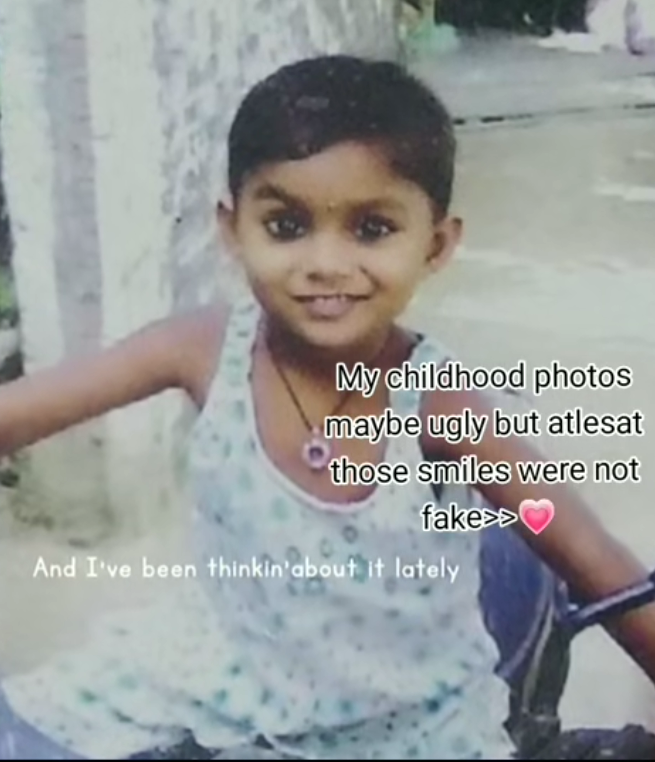 My childhood photos
maybe ugly but atlesat
those smiles were not
fake>>💗
And I've been thinkin'about it lately